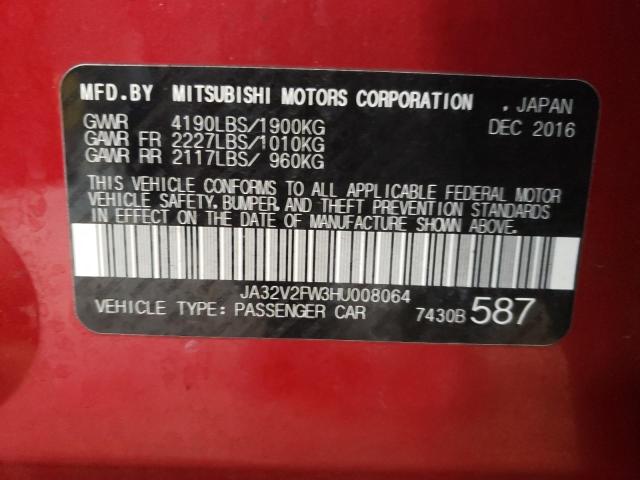 MFD.BY MITSUBISHI MOTORS CORPORATION , JAPAN
GVWR 4190LBS/1900KG DEC 2016
GAWR FR 2227LBS/1010KG
GAWR RR 2117LBS/ 960KG
THIS VEHICLE CONFORMS TO ALL APPLICABLE FEDERAL MOTOR
VEHICLE SAFETY, BUMPER, AND THEFT PREVENTION STANDARDS
IN EFFECT ON THE DATE OF MANUFACTURE SHOWN ABOVE.
JA32V2FW3HU008064
VEHICLE TYPE: PASSENGER CAR 7430B 587